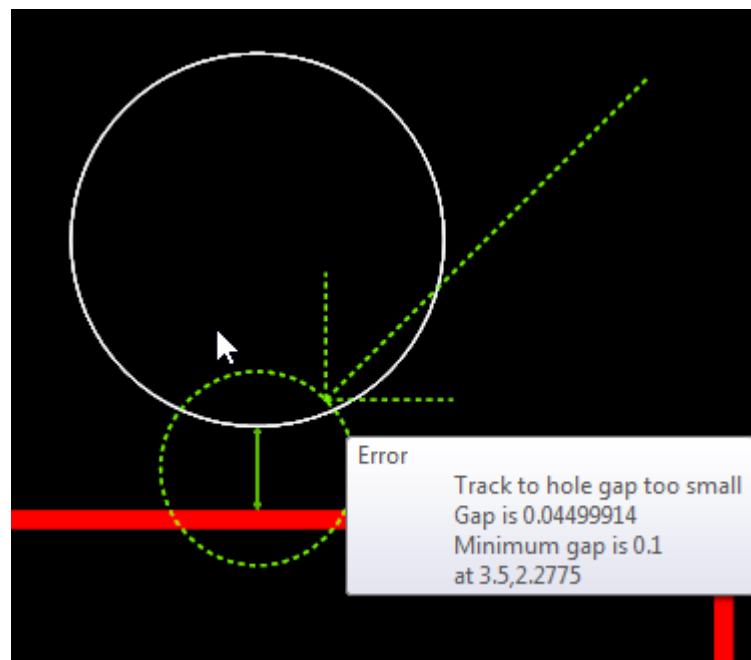 Error
Track to hole gap too small
Gap is 0.04499914
Minimum gap is 0.1
at 3.5,2.2775